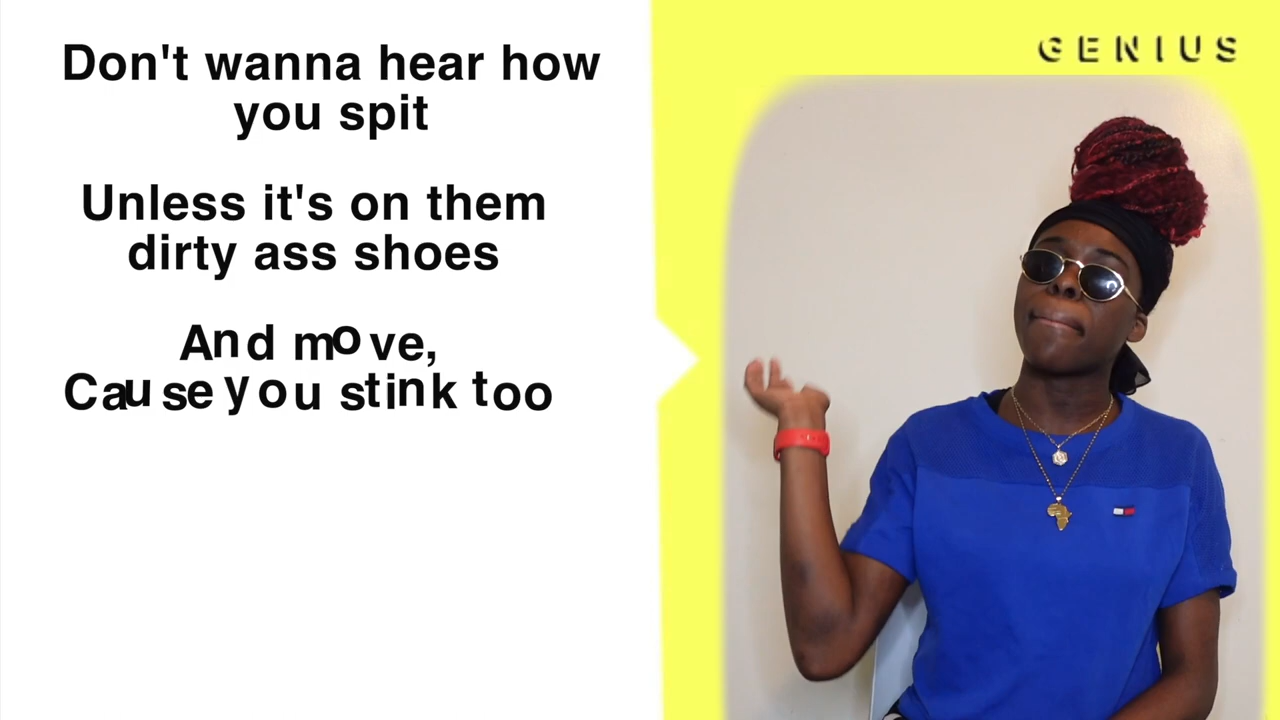 GENIUS
Don't wanna hear how
you spit
Unless it's on them
dirty ass shoes
And move,
Cause you stink too